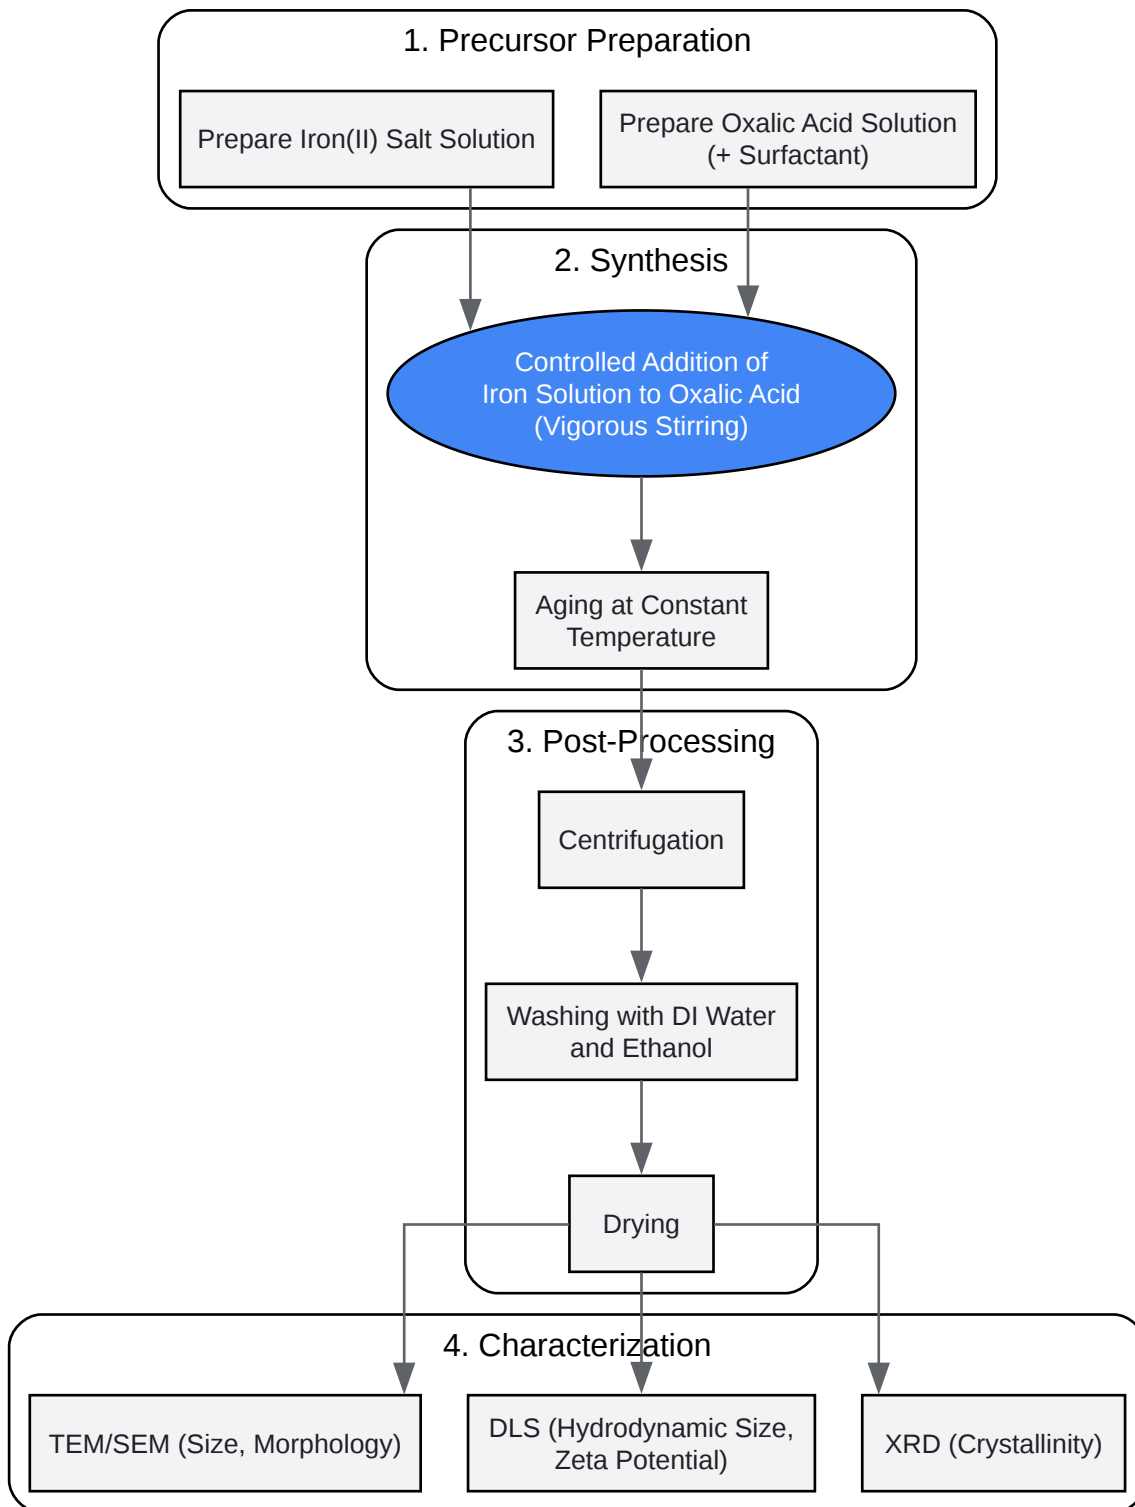 1. Precursor Preparation
Prepare Iron(II) Salt Solution
Prepare Oxalic Acid Solution
(+ Surfactant)
2. Synthesis
Controlled Addition of
Iron Solution to Oxalic Acid
(Vigorous Stirring)
Aging at Constant
Temperature
3. Post-Processing
Centrifugation
Washing with DI Water
and Ethanol
Drying
4. Characterization
TEM/SEM (Size, Morphology)
DLS (Hydrodynamic Size,
Zeta Potential)
XRD (Crystallinity)